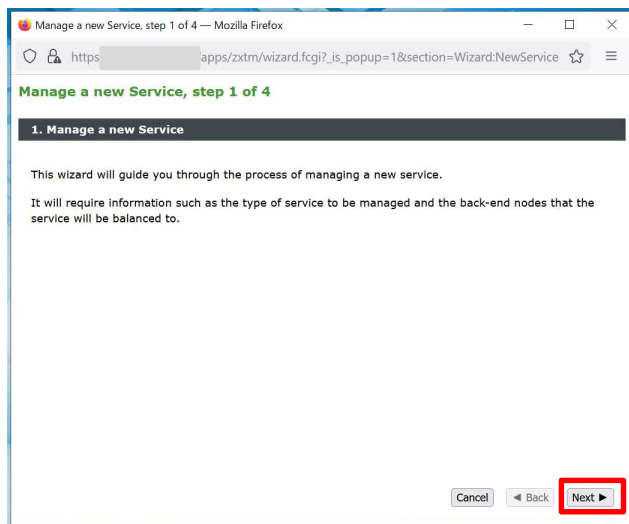 Manage a new Service, step 1 of 4 — Mozilla Firefox
https apps/zxtm/wizard.fcgi?_is_popup=1&section=Wizard:NewService
Manage a new Service, step 1 of 4
1. Manage a new Service
This wizard will guide you through the process of managing a new service.
It will require information such as the type of service to be managed and the back-end nodes that the
service will be balanced to.
Cancel ◄ Back Next ►